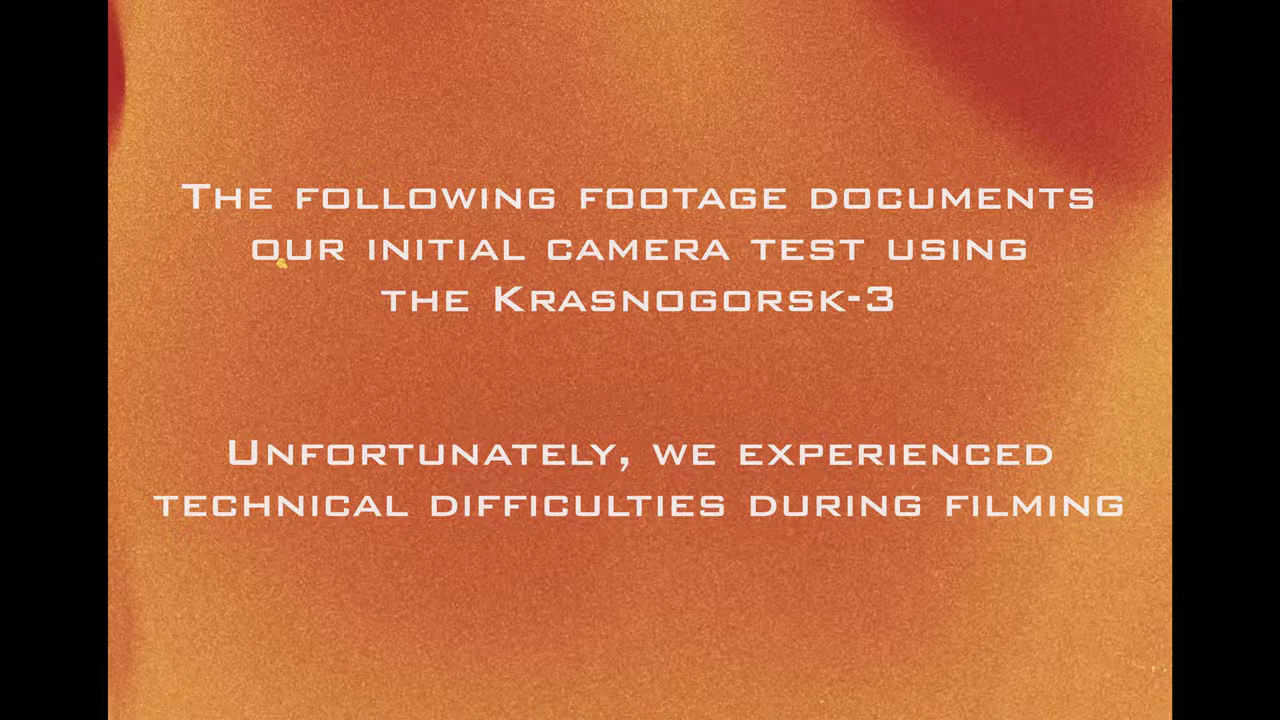 The following footage documents
our initial camera test using
the Krasnogorsk-3
Unfortunately, we experienced
technical difficulties during filming